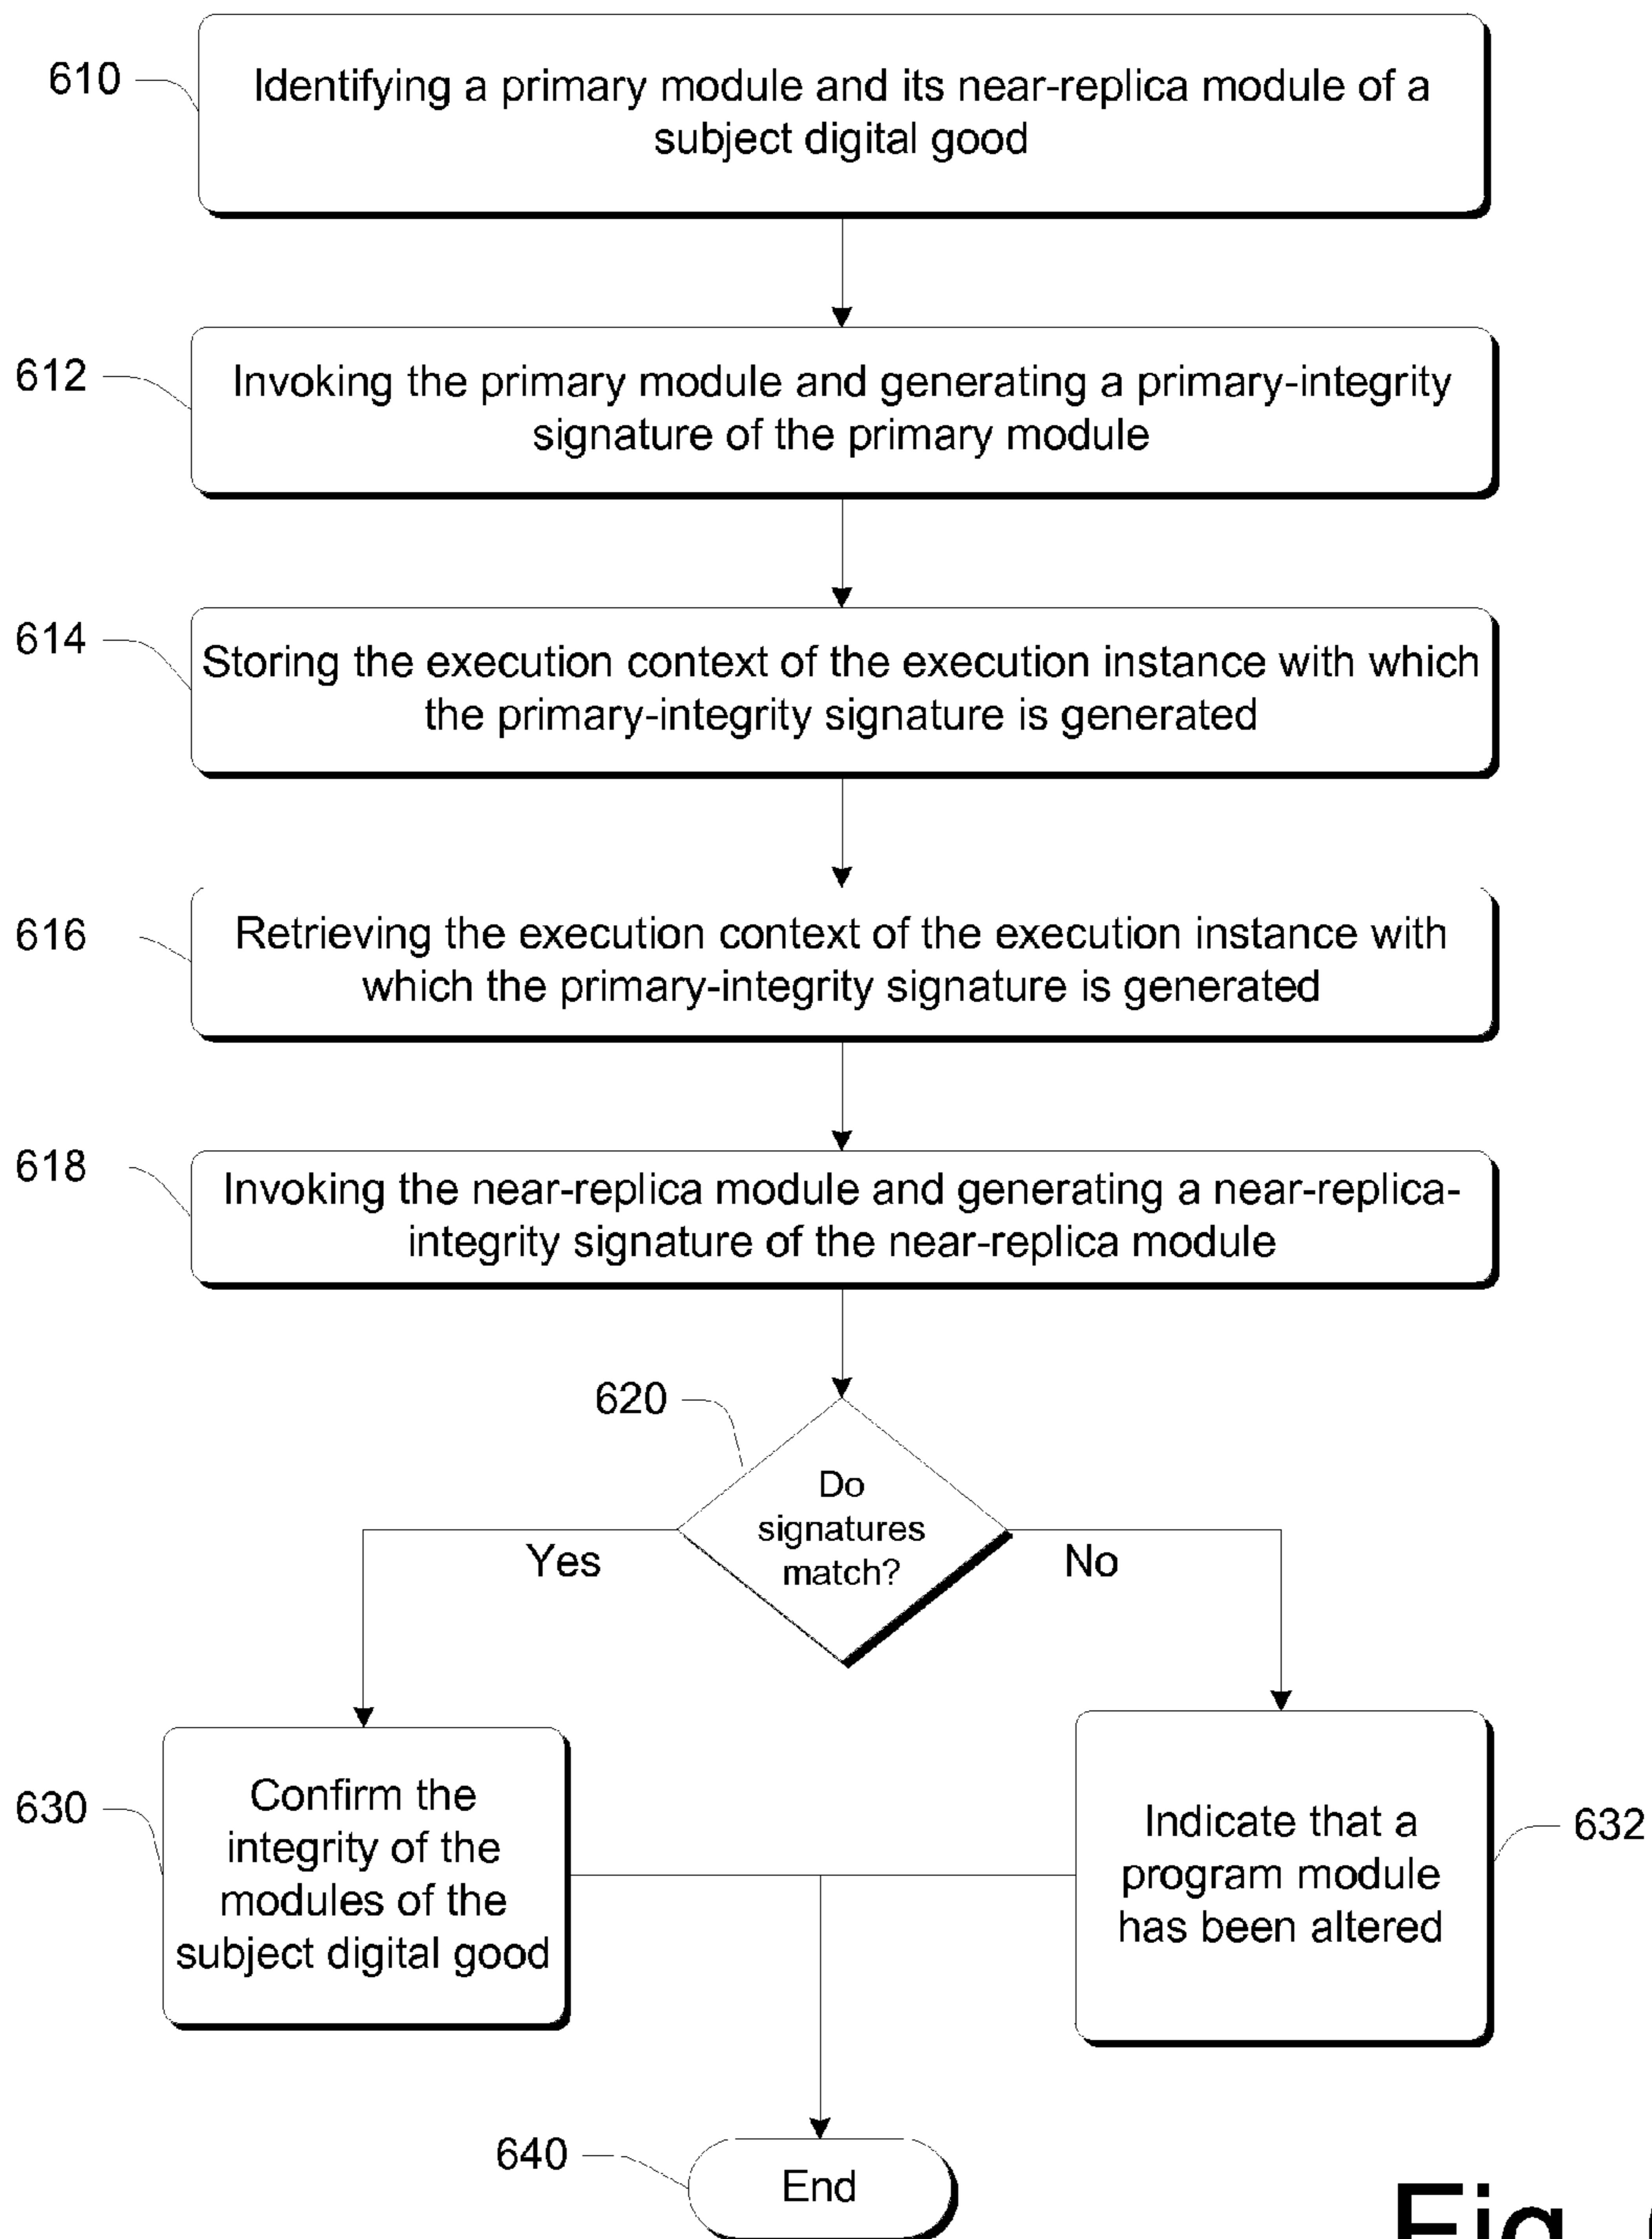 610
Identifying a primary module and its near-replica module of a
subject digital good
612
Invoking the primary module and generating a primary-integrity
signature of the primary module
614
Storing the execution context of the execution instance with which
the primary-integrity signature is generated
616
Retrieving the execution context of the execution instance with
which the primary-integrity signature is generated
618
Invoking the near-replica module and generating a near-replica-
integrity signature of the near-replica module
620
Do
signatures
match?
Yes
No
630
Confirm the
integrity of the
modules of the
subject digital good
Indicate that a
program module
has been altered
632
640
End
Fig.